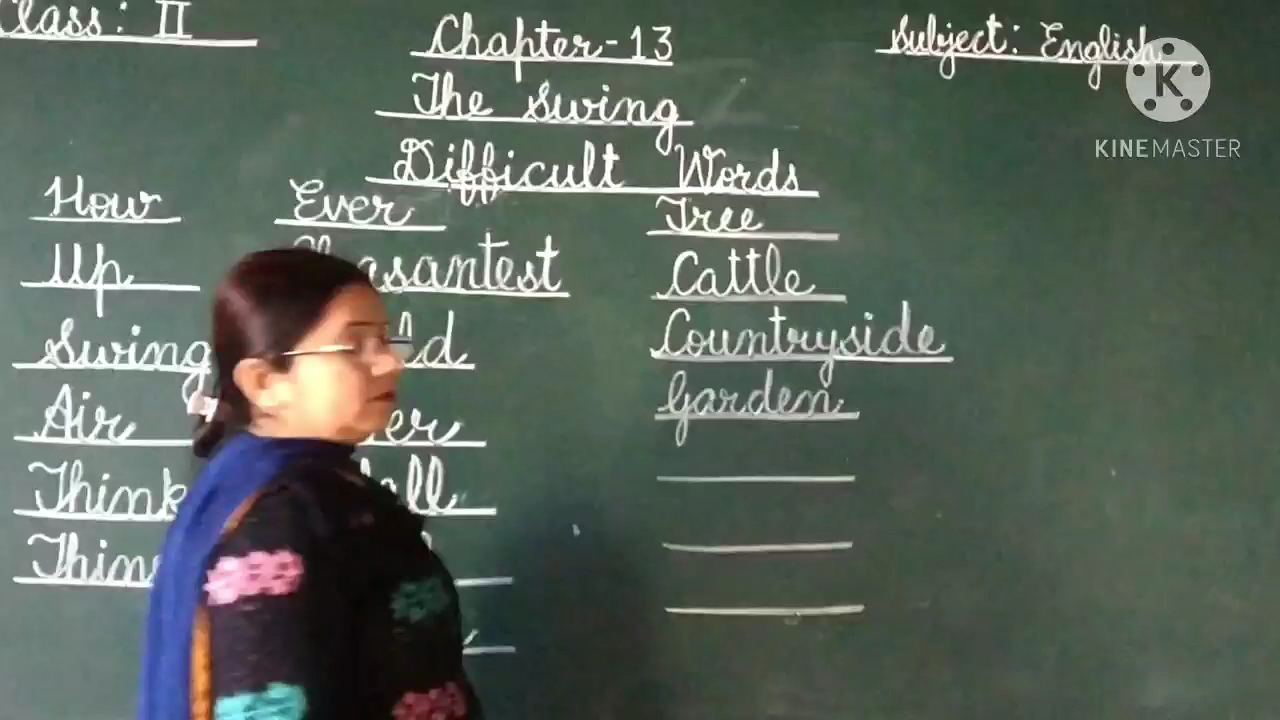 Class: II
Chapter-13
Subject: English
The Swing
Difficult Words
How Ever Tree
Up Cattle
Swing Countryside
Air Garden
Think
K
KINEMASTER